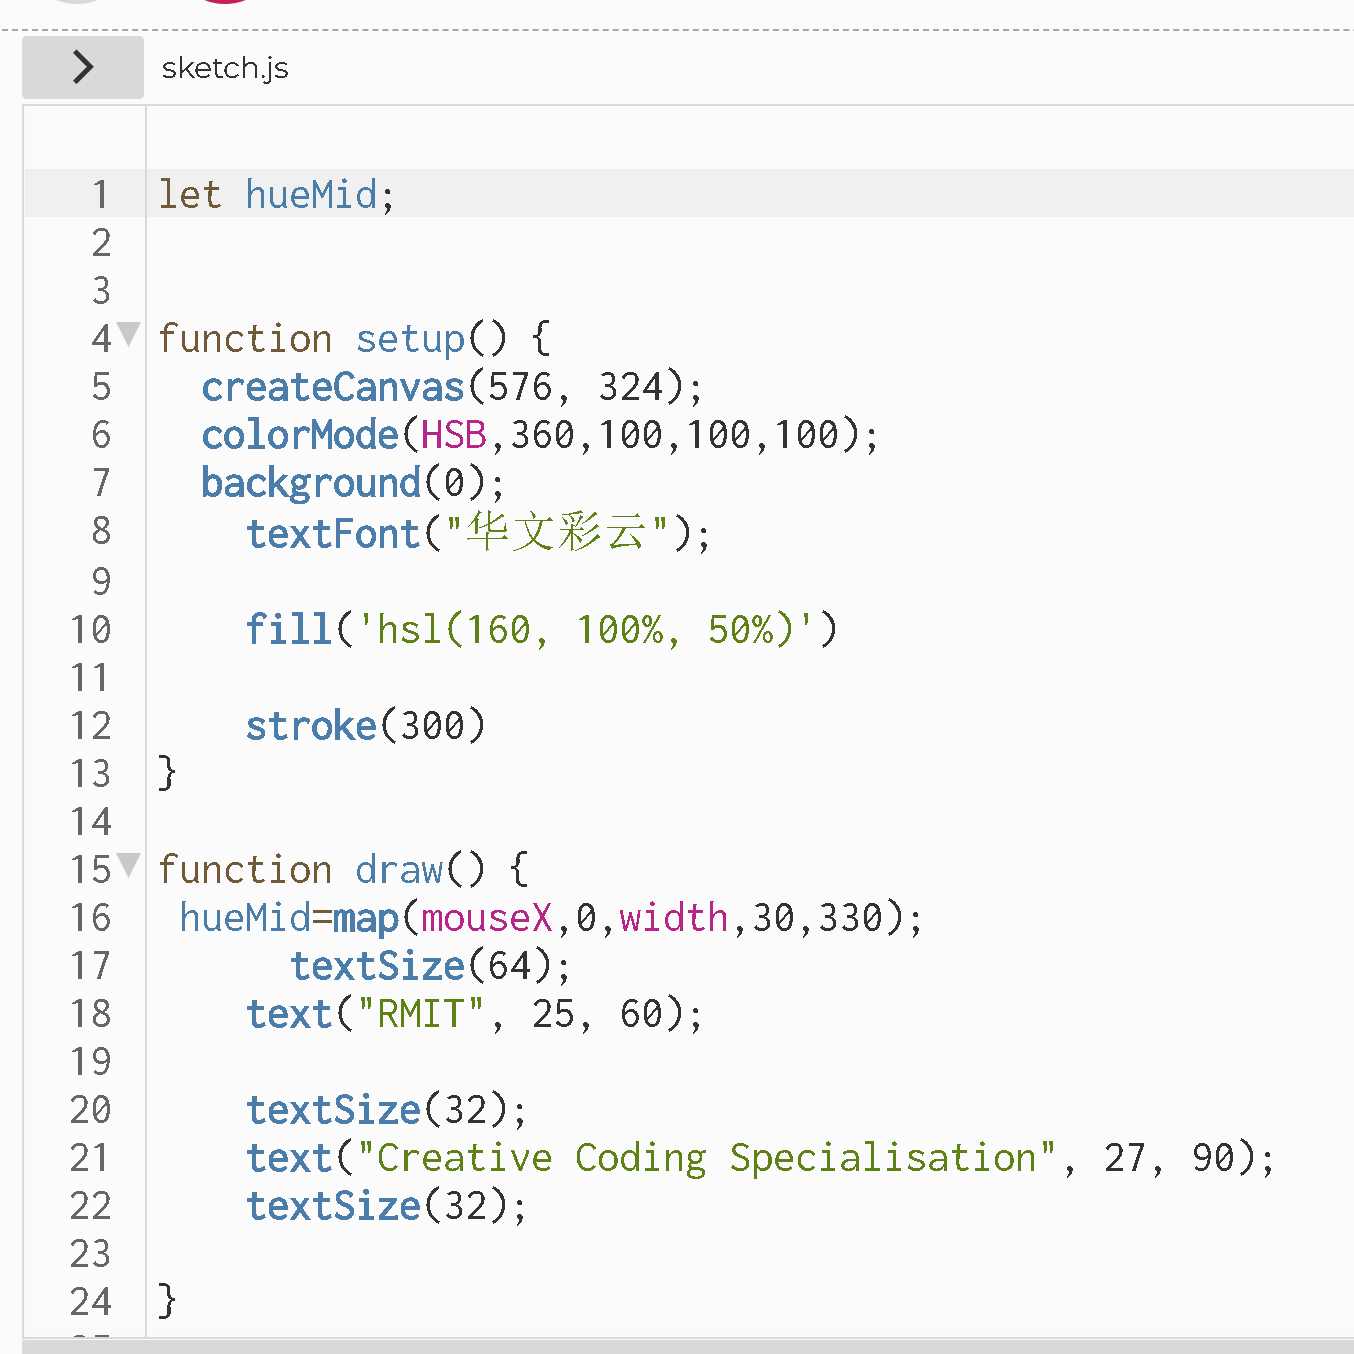 sketch.js
1 let hueMid;
2
3
4 function setup() {
5 createCanvas(576, 324);
6 colorMode(HSB,360,100,100,100);
7 background(0);
8 textFont("华文彩云");
9
10 fill('hsl(160, 100%, 50%)')
11
12 stroke(300)
13 }
14
15 function draw() {
16 hueMid=map(mouseX,0,width,30,330);
17 textSize(64);
18 text("RMIT", 25, 60);
19
20 textSize(32);
21 text("Creative Coding Specialisation", 27, 90);
22 textSize(32);
23
24 }